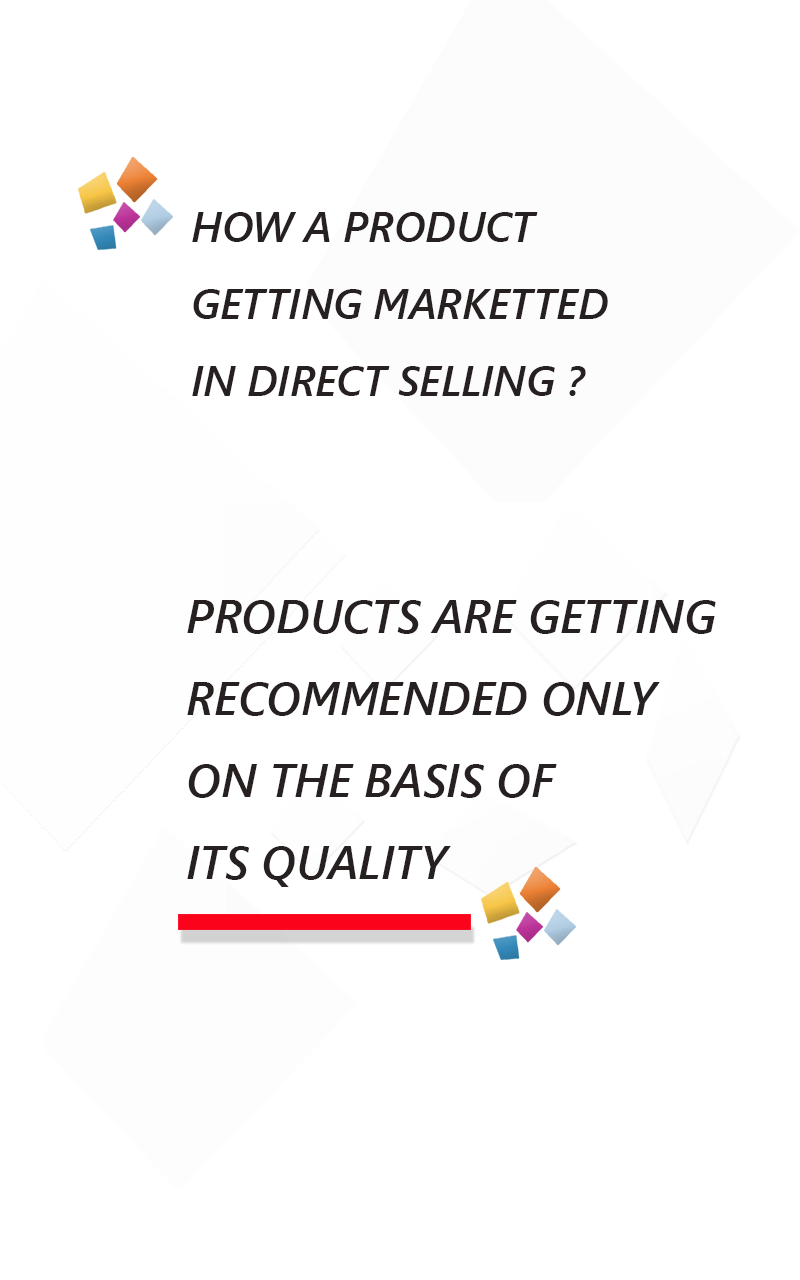 HOW A PRODUCT
GETTING MARKETTED
IN DIRECT SELLING ?
PRODUCTS ARE GETTING
RECOMMENDED ONLY
ON THE BASIS OF
ITS QUALITY